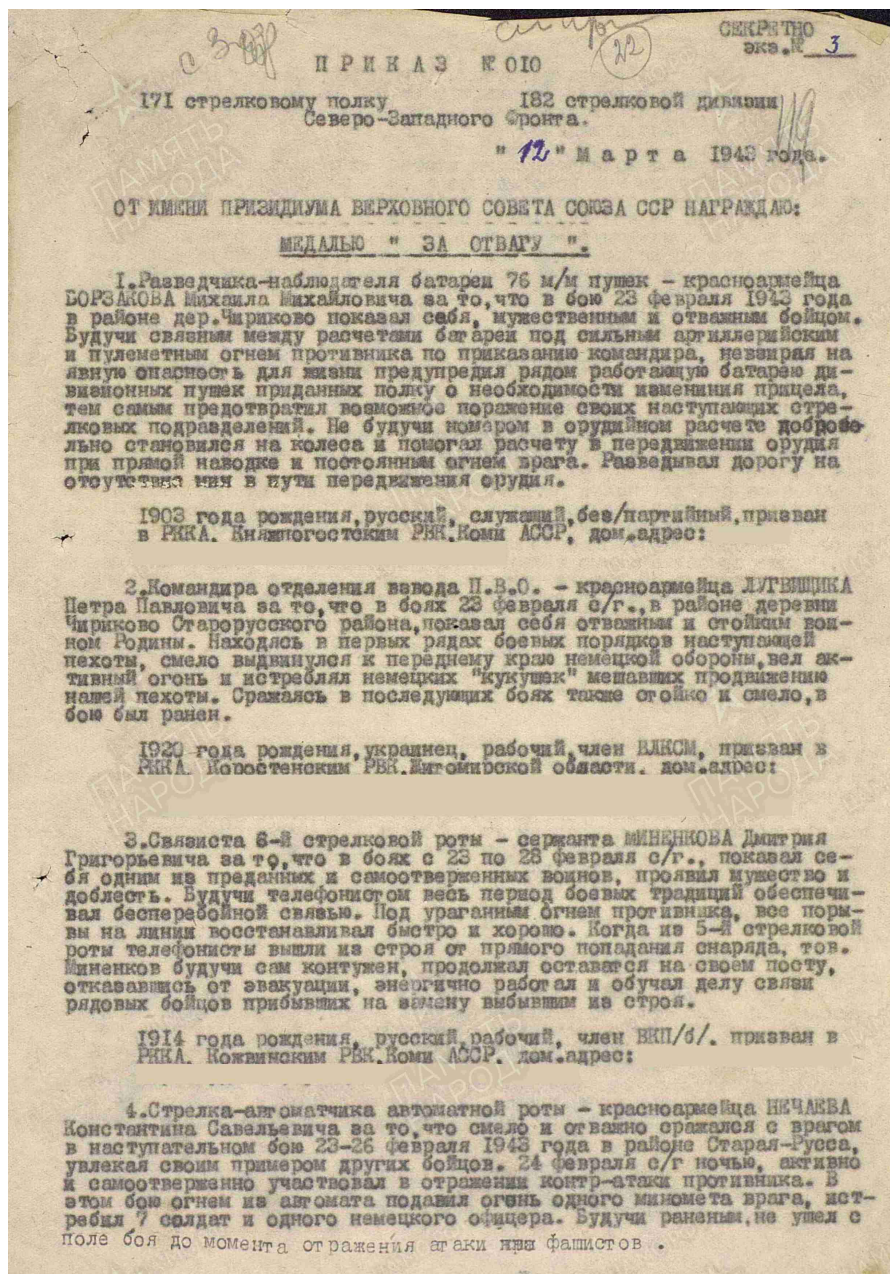 СЕКРЕТНО
экз.№ 3
22
ПРИКАЗ № 010
171 стрелковому полку 182 стрелковой дивизии
Северо-Западного Фронта.
" 12 " Марта 1943 года.
ОТ ИМЕНИ ПРИЗИДИУМА ВЕРХОВНОГО СОВЕТА СОЮЗА ССР НАГРАЖДАЮ:
МЕДАЛЬЮ " ЗА ОТВАГУ ".
1.Разведчика-наблюдателя батареи 76 м/м пушек - красноармейца
БОРЗАКОВА Михаила Михайловича за то,что в бою 23 февраля 1943 года
в районе дер.Чириково показал себя, мужественным и отважным бойцом.
Будучи связным между расчетами батареи под сильным артиллерийским
и пулеметным огнем противника по приказанию командира, невзирая на
явную опасность для жизни предупредил рядом работающую батарею ди-
визионных пушек приданных полку о необходимости изменения прицела,
тем самым предотвратил возможное поражение своих наступающих стре-
лковых подразделений. Не будучи номером в орудийном расчете доброво-
льно становился на колеса и помогал расчету в передвижении орудия
при прямой наводке и постоянным огнем врага. Разведывал дорогу на
отсутствие мин в пути передвижения орудия.
1903 года рождения,русский, служащий,без/партийный,призван
в РККА. Княжпогостским РВК.Коми АССР, дом.адрес:
2.Командира отделения взвода П.В.О. - красноармейца ЛУГВИЩИКА
Петра Павловича за то,что в боях 23 февраля с/г.,в районе деревни
Чириково Старорусского района,показал себя отважным и стойким вои-
ном Родины. Находясь в первых рядах боевых порядков наступающей
пехоты, смело выдвинулся к переднему краю немецкой обороны,вел ак-
тивный огонь и истреблял немецких "кукушек" мешавших продвижению
нашей пехоты. Сражаясь в последующих боях также стойко и смело,в
бою был ранен.
1920 года рождения,украинец, рабочий,член ВЛКСМ, призван в
РККА. Коростенским РВК.Житомирской области. дом.адрес:
3.Связиста 6-й стрелковой роты - сержанта МИНЕНКОВА Дмитрия
Григорьевича за то,что в боях с 23 по 28 февраля с/г., показал се-
бя одним из преданных и самоотверженных воинов, проявил мужество и
доблесть. Будучи телефонистом весь период боевых традиций обеспечи-
вал бесперебойной связью. Под ураганным огнем противника, все поры-
вы на линии восстанавливал быстро и хорошо. Когда из 5-й стрелковой
роты телефонисты вышли из строя от прямого попадания снаряда, тов.
Миненков будучи сам контужен, продолжал оставатся на своем посту,
отказавшись от эвакуации, энергично работал и обучал делу связи
рядовых бойцов прибывших на замену выбывшим из строя.
1914 года рождения, русский,рабочий, член ВКП/б/. призван в
РККА. Кожвинским РВК.Коми АССР. дом.адрес:
4.Стрелка-автоматчика автоматной роты - красноармейца НЕЧАЕВА
Константина Савельевича за то,что смело и отважно сражался с врагом
в наступательном бою 23-26 февраля 1943 года в районе Старая-Русса,
увлекая своим примером других бойцов. 24 февраля с/г ночью, активно
и самоотверженно участвовал в отражении контр-атаки противника. В
этом бою огнем из автомата подавил огонь одного миномета врага, ист-
ребил 7 солдат и одного немецкого офицера. Будучи раненым,не ушел с
поле боя до момента отражения атаки фашистов .